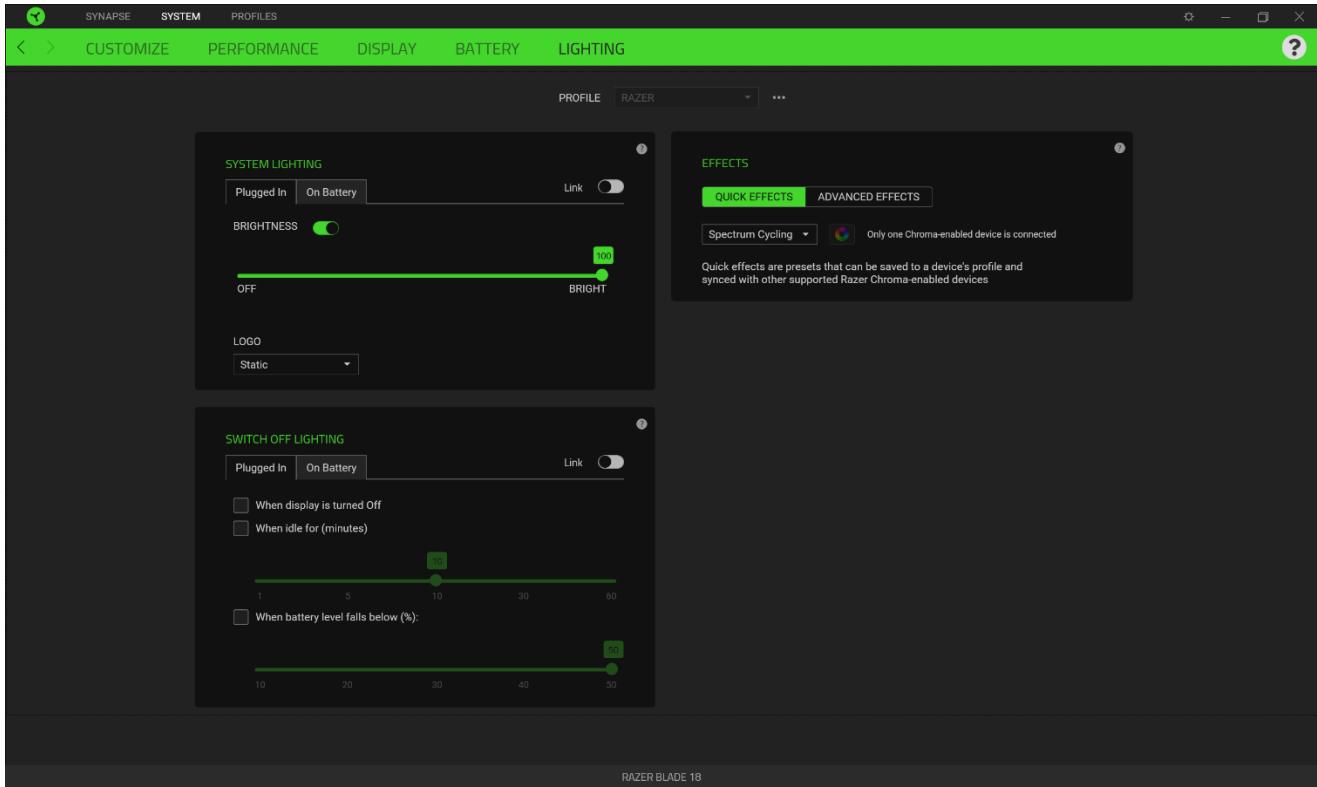 SYNAPSE SYSTEM PROFILES
CUSTOMIZE PERFORMANCE DISPLAY BATTERY LIGHTING ?
PROFILE RAZER
SYSTEM LIGHTING
Plugged In On Battery Link
BRIGHTNESS
100
OFF BRIGHT
LOGO
Static
EFFECTS
QUICK EFFECTS ADVANCED EFFECTS
Spectrum Cycling Only one Chroma-enabled device is connected
Quick effects are presets that can be saved to a device's profile and
synced with other supported Razer Chroma-enabled devices
SWITCH OFF LIGHTING
Plugged In On Battery Link
When display is turned Off
When idle for (minutes)
10
1 5 10 30 60
When battery level falls below (%):
50
10 20 30 40 50
RAZER BLADE 18